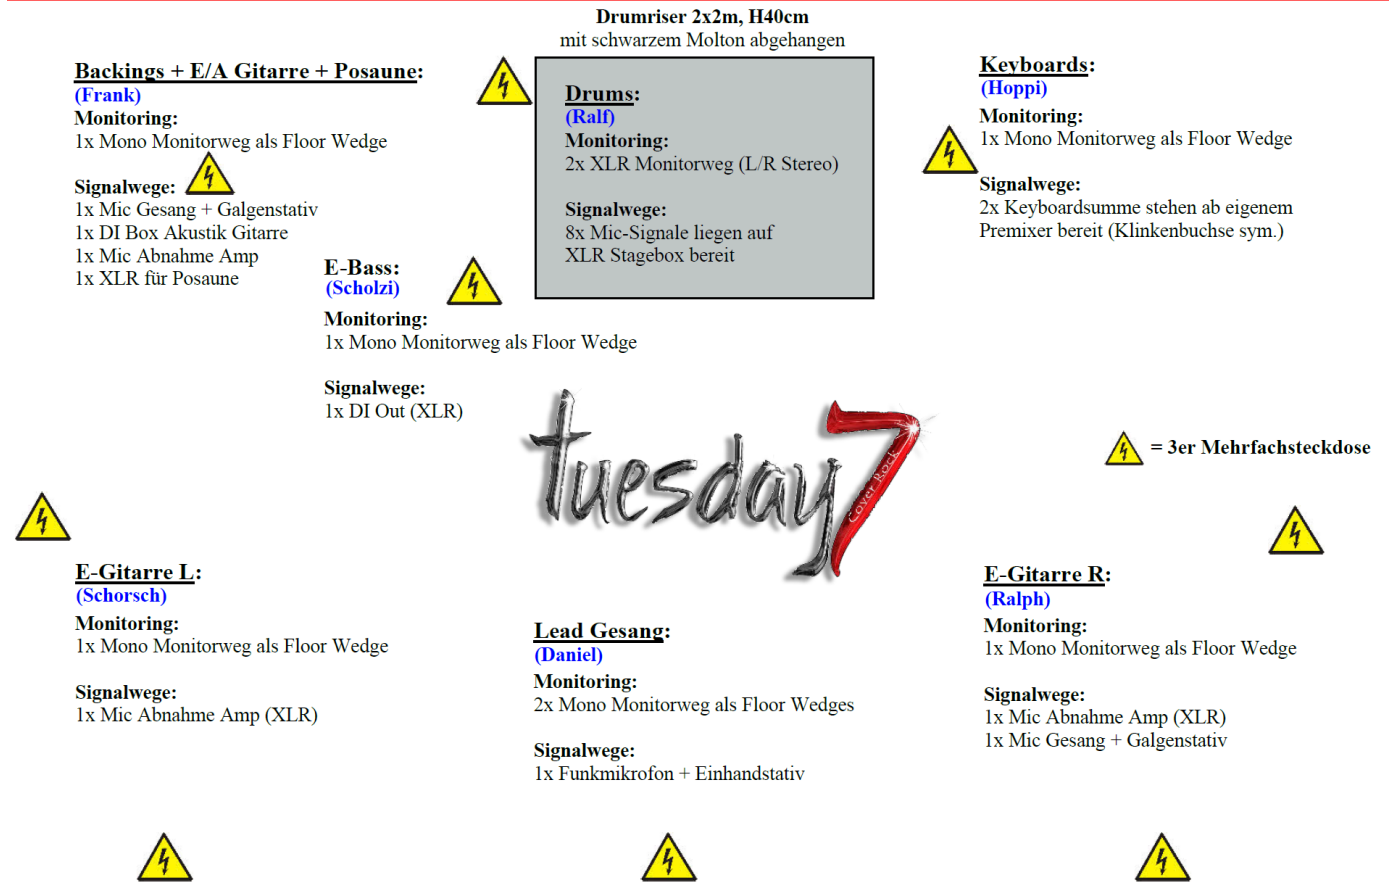 Drumriser 2x2m, H40cm
mit schwarzem Molton abgehangen
Backings + E/A Gitarre + Posaune:
(Frank)
Monitoring:
1x Mono Monitorweg als Floor Wedge
Signalwege:
1x Mic Gesang + Galgenstativ
1x DI Box Akustik Gitarre
1x Mic Abnahme Amp
1x XLR für Posaune
Drums:
(Ralf)
Monitoring:
2x XLR Monitorweg (L/R Stereo)
Signalwege:
8x Mic-Signale liegen auf
XLR Stagebox bereit
Keyboards:
(Hoppi)
Monitoring:
1x Mono Monitorweg als Floor Wedge
Signalwege:
2x Keyboardsumme stehen ab eigenem
Premixer bereit (Klinkenbuchse sym.)
E-Bass:
(Scholzi)
Monitoring:
1x Mono Monitorweg als Floor Wedge
Signalwege:
1x DI Out (XLR)
tuesday 7
Cover Rock
= 3er Mehrfachsteckdose
E-Gitarre L:
(Schorsch)
Monitoring:
1x Mono Monitorweg als Floor Wedge
Signalwege:
1x Mic Abnahme Amp (XLR)
Lead Gesang:
(Daniel)
Monitoring:
2x Mono Monitorweg als Floor Wedges
Signalwege:
1x Funkmikrofon + Einhandstativ
E-Gitarre R:
(Ralph)
Monitoring:
1x Mono Monitorweg als Floor Wedge
Signalwege:
1x Mic Abnahme Amp (XLR)
1x Mic Gesang + Galgenstativ